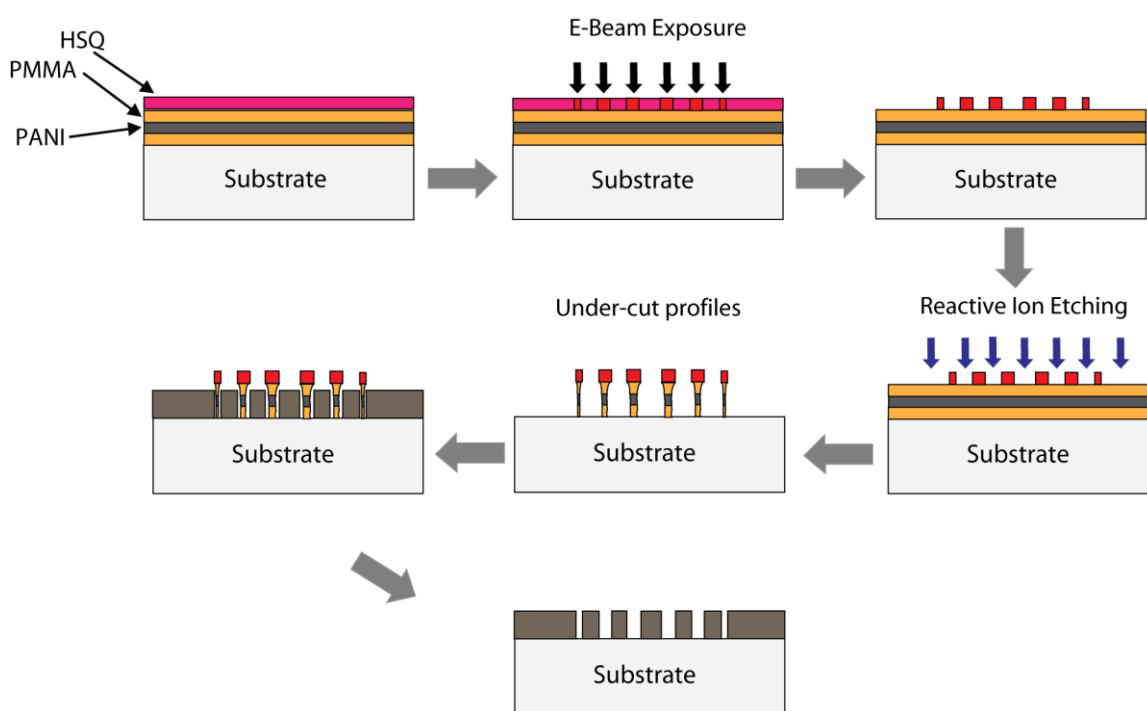 HSQ
PMMA
PANI
Substrate
E-Beam Exposure
Substrate
Substrate
Reactive Ion Etching
Substrate
Under-cut profiles
Substrate
Substrate
Substrate